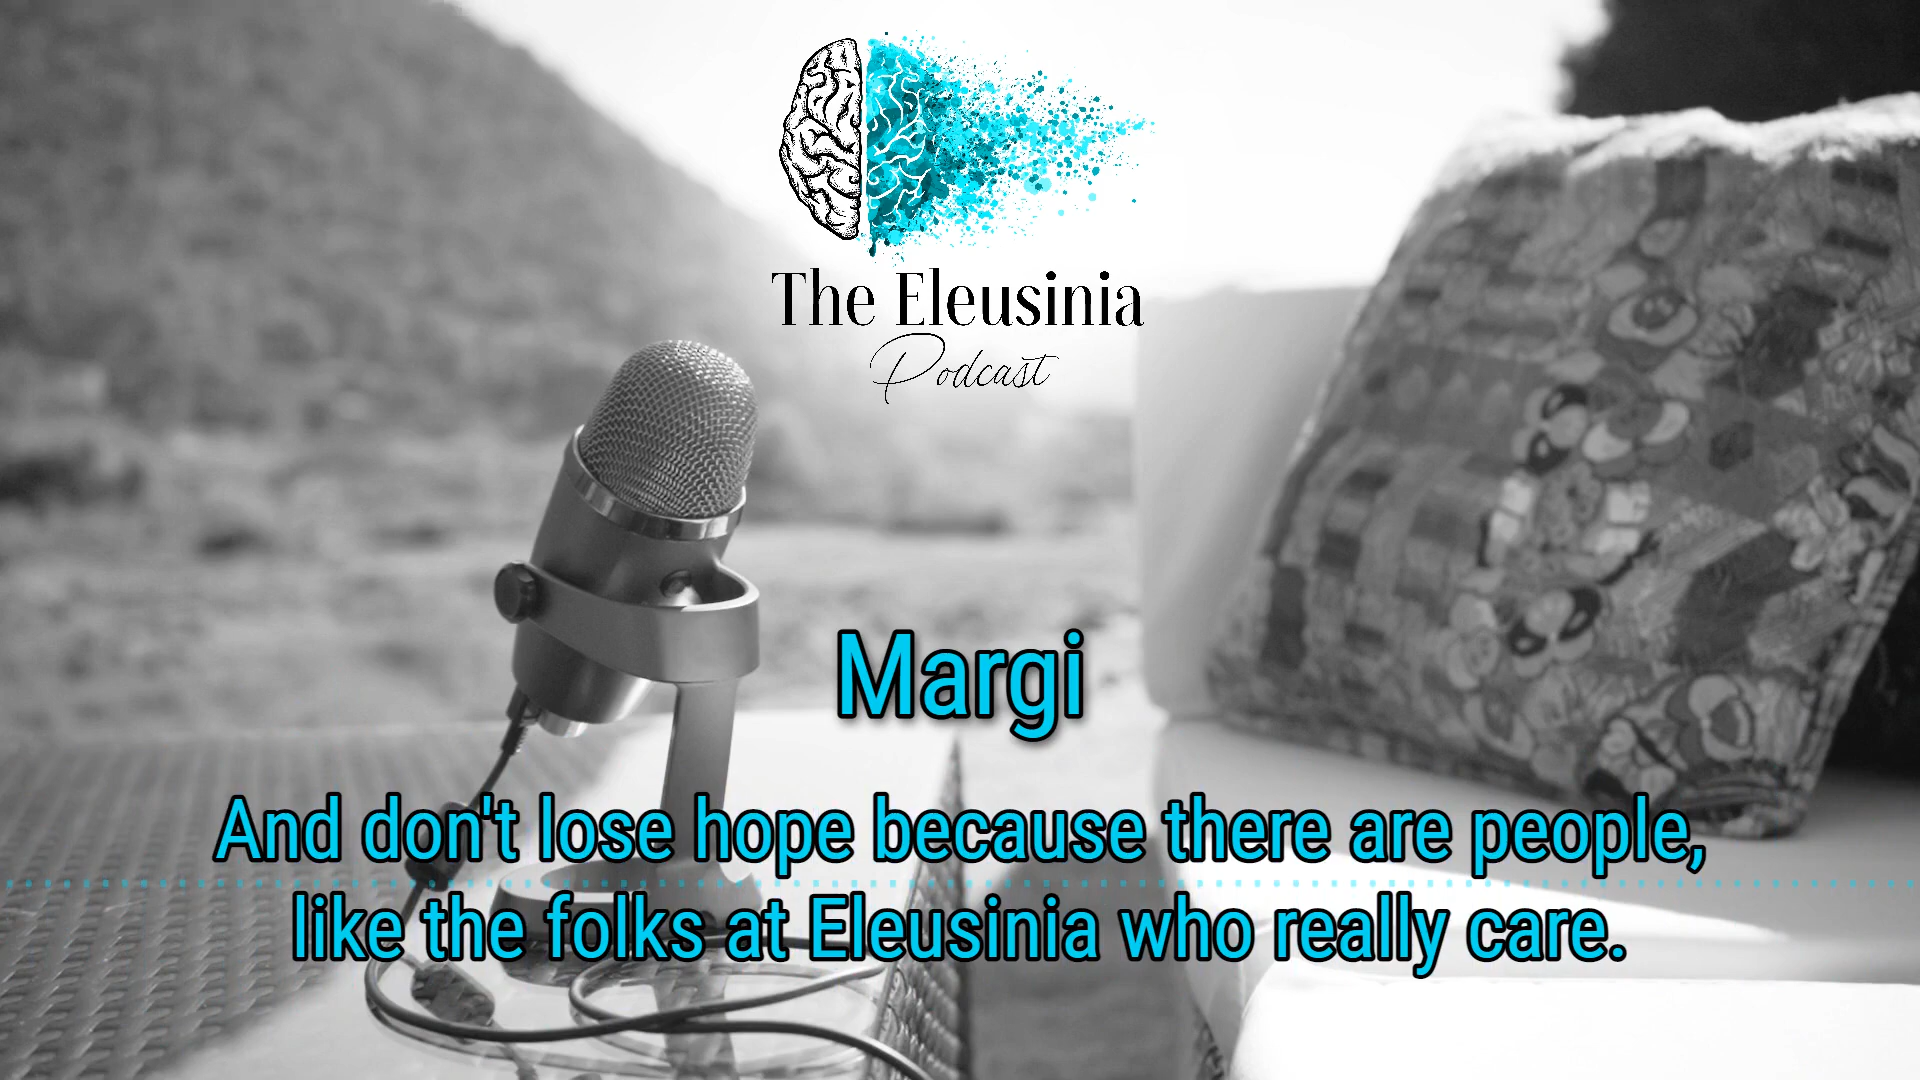 The Eleusinia
Podcast
Margi
And don't lose hope because there are people,
like the folks at Eleusinia who really care.